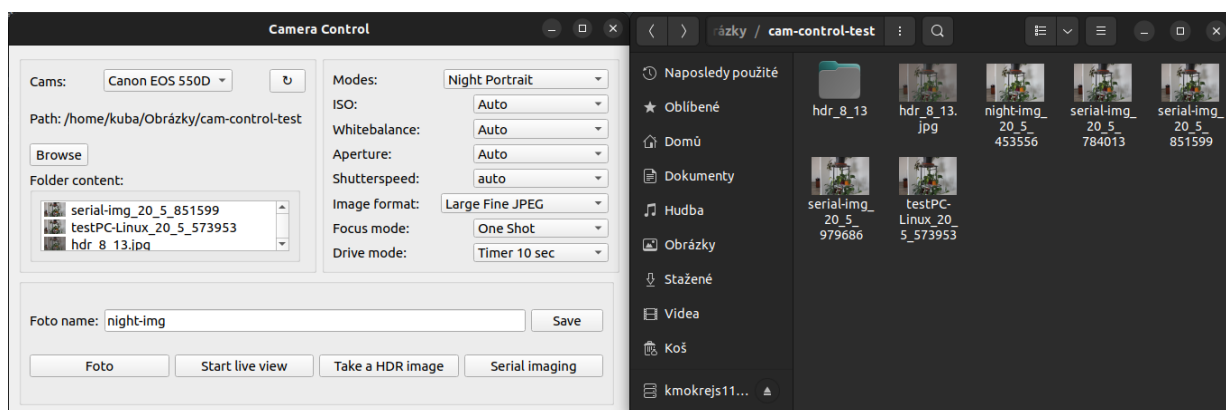 Camera Control
Cams: Canon EOS 550D
Path: /home/kuba/Obrázky/cam-control-test
Browse
Folder content:
serial-img_20_5_851599
testPC-Linux_20_5_573953
hdr_8_13.jpg
Modes: Night Portrait
ISO: Auto
Whitebalance: Auto
Aperture: Auto
Shutterspeed: auto
Image format: Large Fine JPEG
Focus mode: One Shot
Drive mode: Timer 10 sec
Foto name: night-img
Save
Foto
Start live view
Take a HDR image
Serial imaging
rázky / cam-control-test
Naposledy použité
Oblíbené
Domů
Dokumenty
Hudba
Obrázky
Stažené
Videa
Koš
kmokrejs11...
hdr_8_13
hdr_8_13.
jpg
night-img_
20_5_
453556
serial-img_
20_5_
784013
serial-img_
20_5_
851599
serial-img_
20_5_
979686
testPC-
Linux_20_
5_573953